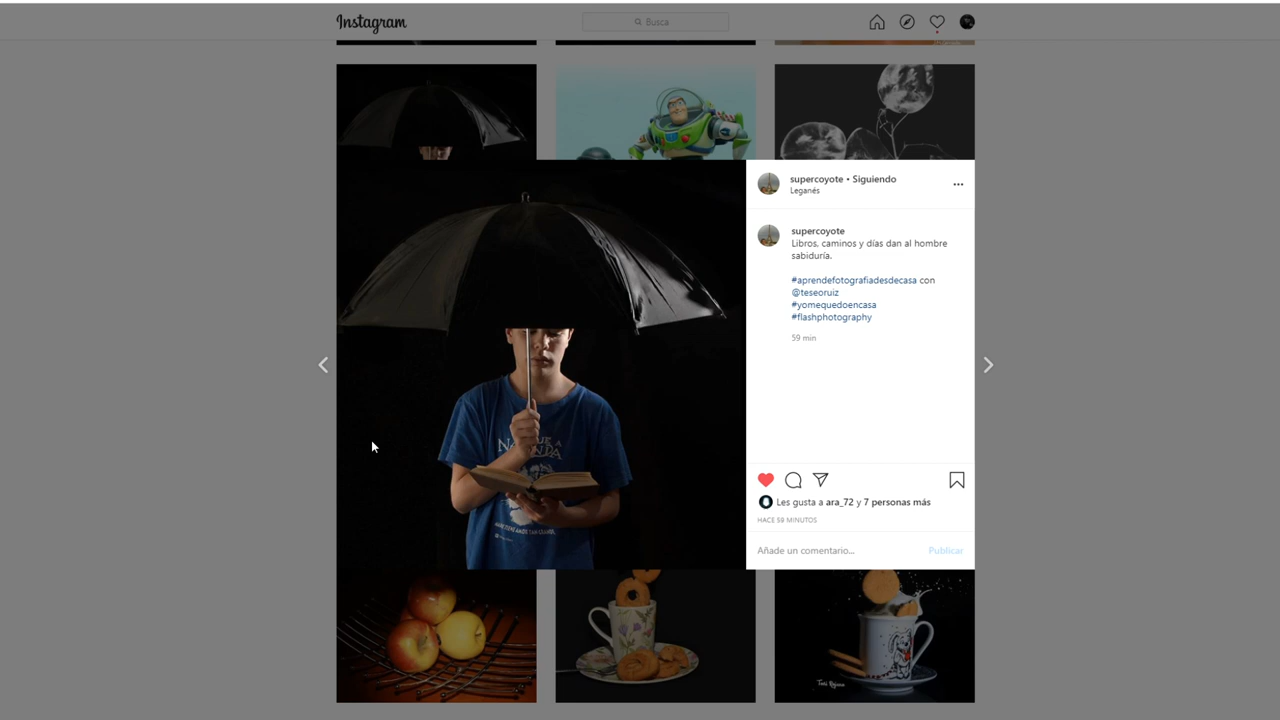 Instagram
Busca
supercoyote • Siguiendo
Leganés
supercoyote
Libros, caminos y días dan al hombre
sabiduría.
#aprendefotografiadesdecasa con
@teseoruiz
#yomequedoencasa
#flashphotography
59 min
Les gusta a ara_72 y 7 personas más
HACE 59 MINUTOS
Añade un comentario...
Publicar